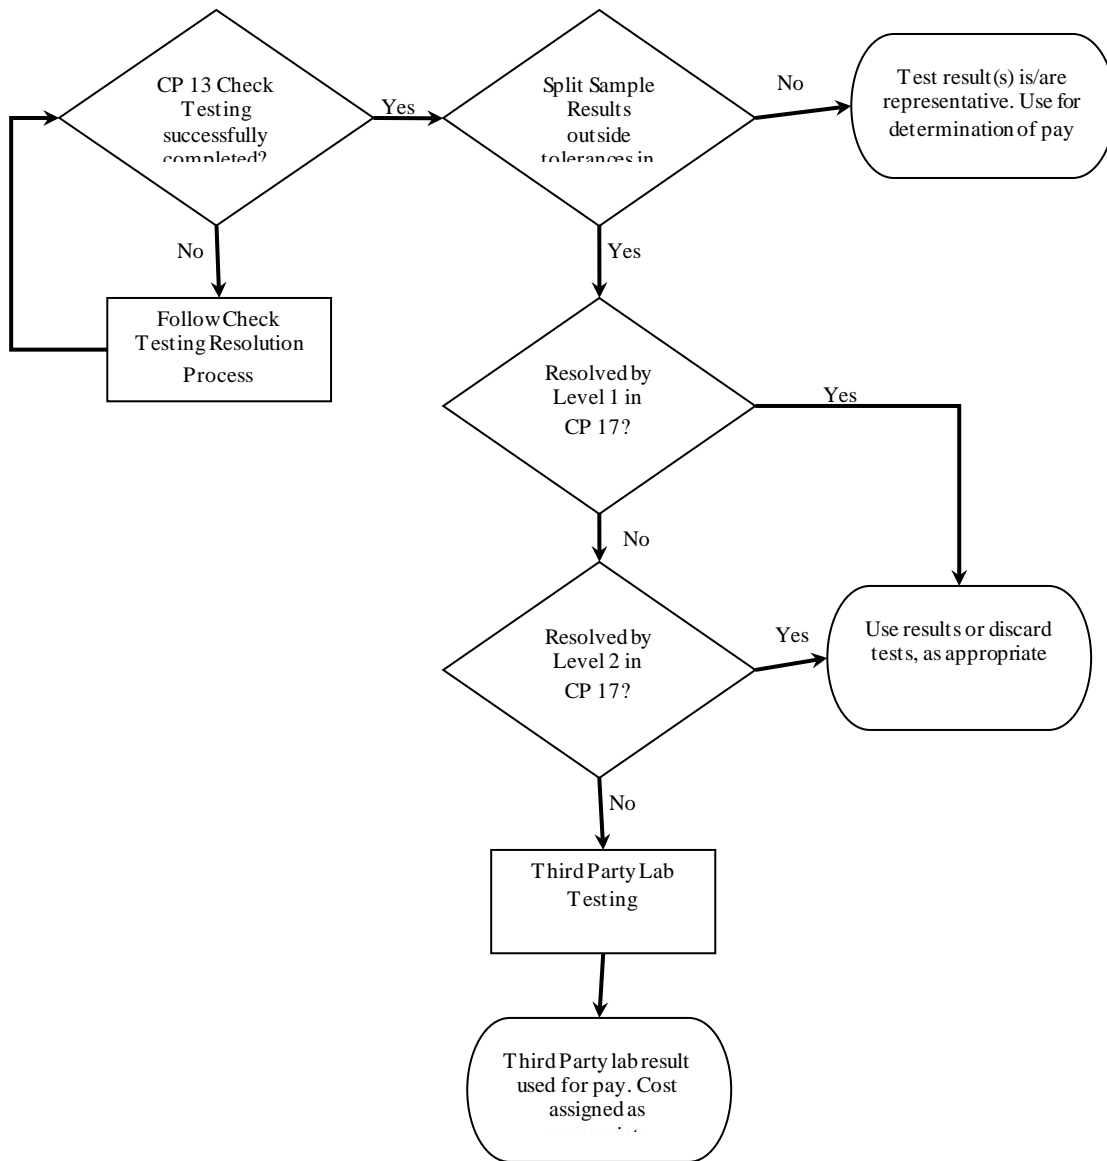 CP 13 Check
Testing
successfully
completed?
Yes
Split Sample
Results
outside
tolerances in
No
Test result(s) is/are
representative. Use for
determination of pay
No
Yes
Follow Check
Testing Resolution
Process
Resolved by
Level 1 in
CP 17?
Yes
No
Resolved by
Level 2 in
CP 17?
Yes
Use results or discard
tests, as appropriate
No
Third Party Lab
Testing
Third Party lab result
used for pay. Cost
assigned as